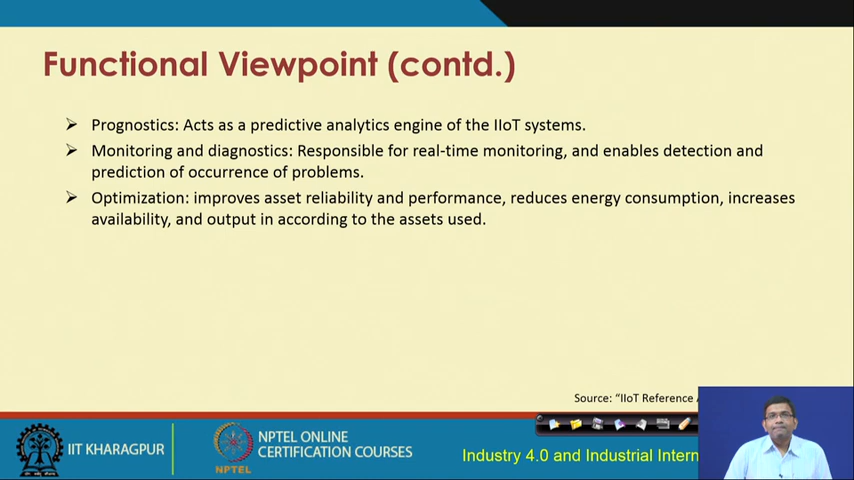 Functional Viewpoint (contd.)
➢ Prognostics: Acts as a predictive analytics engine of the IIoT systems.
➢ Monitoring and diagnostics: Responsible for real-time monitoring, and enables detection and
prediction of occurrence of problems.
➢ Optimization: improves asset reliability and performance, reduces energy consumption, increases
availability, and output in according to the assets used.
Source: “IIoT Reference
IIT KHARAGPUR
NPTEL
NPTEL ONLINE
CERTIFICATION COURSES
Industry 4.0 and Industrial